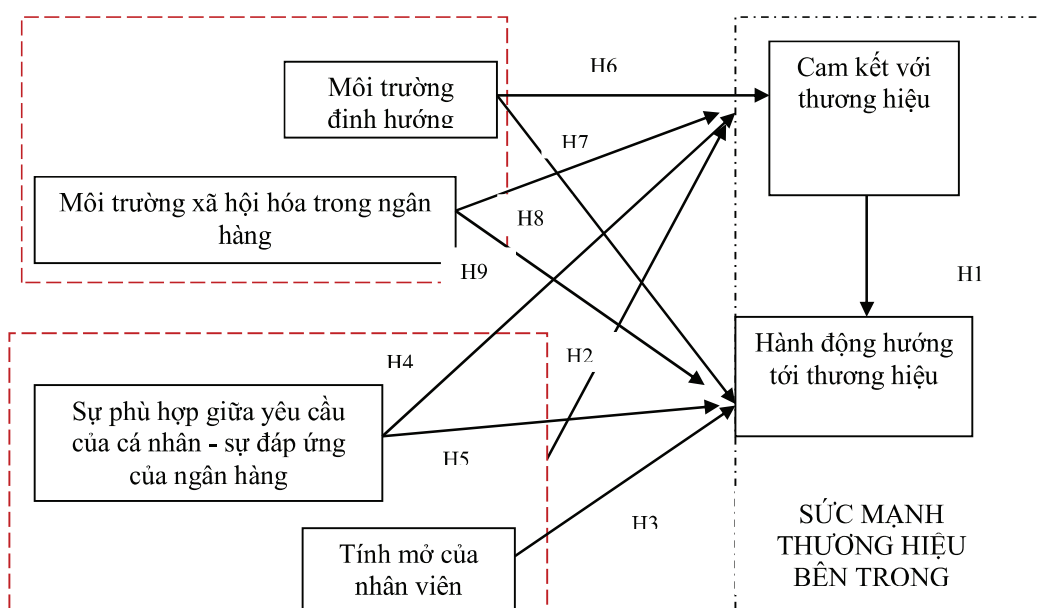 Môi trường
định hướng
H6
Cam kết với
thương hiệu
H7
Môi trường xã hội hóa trong ngân
hàng
H8
H9
H1
H4
H2
Hành động hướng
tới thương hiệu
Sự phù hợp giữa yêu cầu
của cá nhân - sự đáp ứng
của ngân hàng
H5
H3
Tính mở của
nhân viên
SỨC MẠNH
THƯƠNG HIỆU
BÊN TRONG